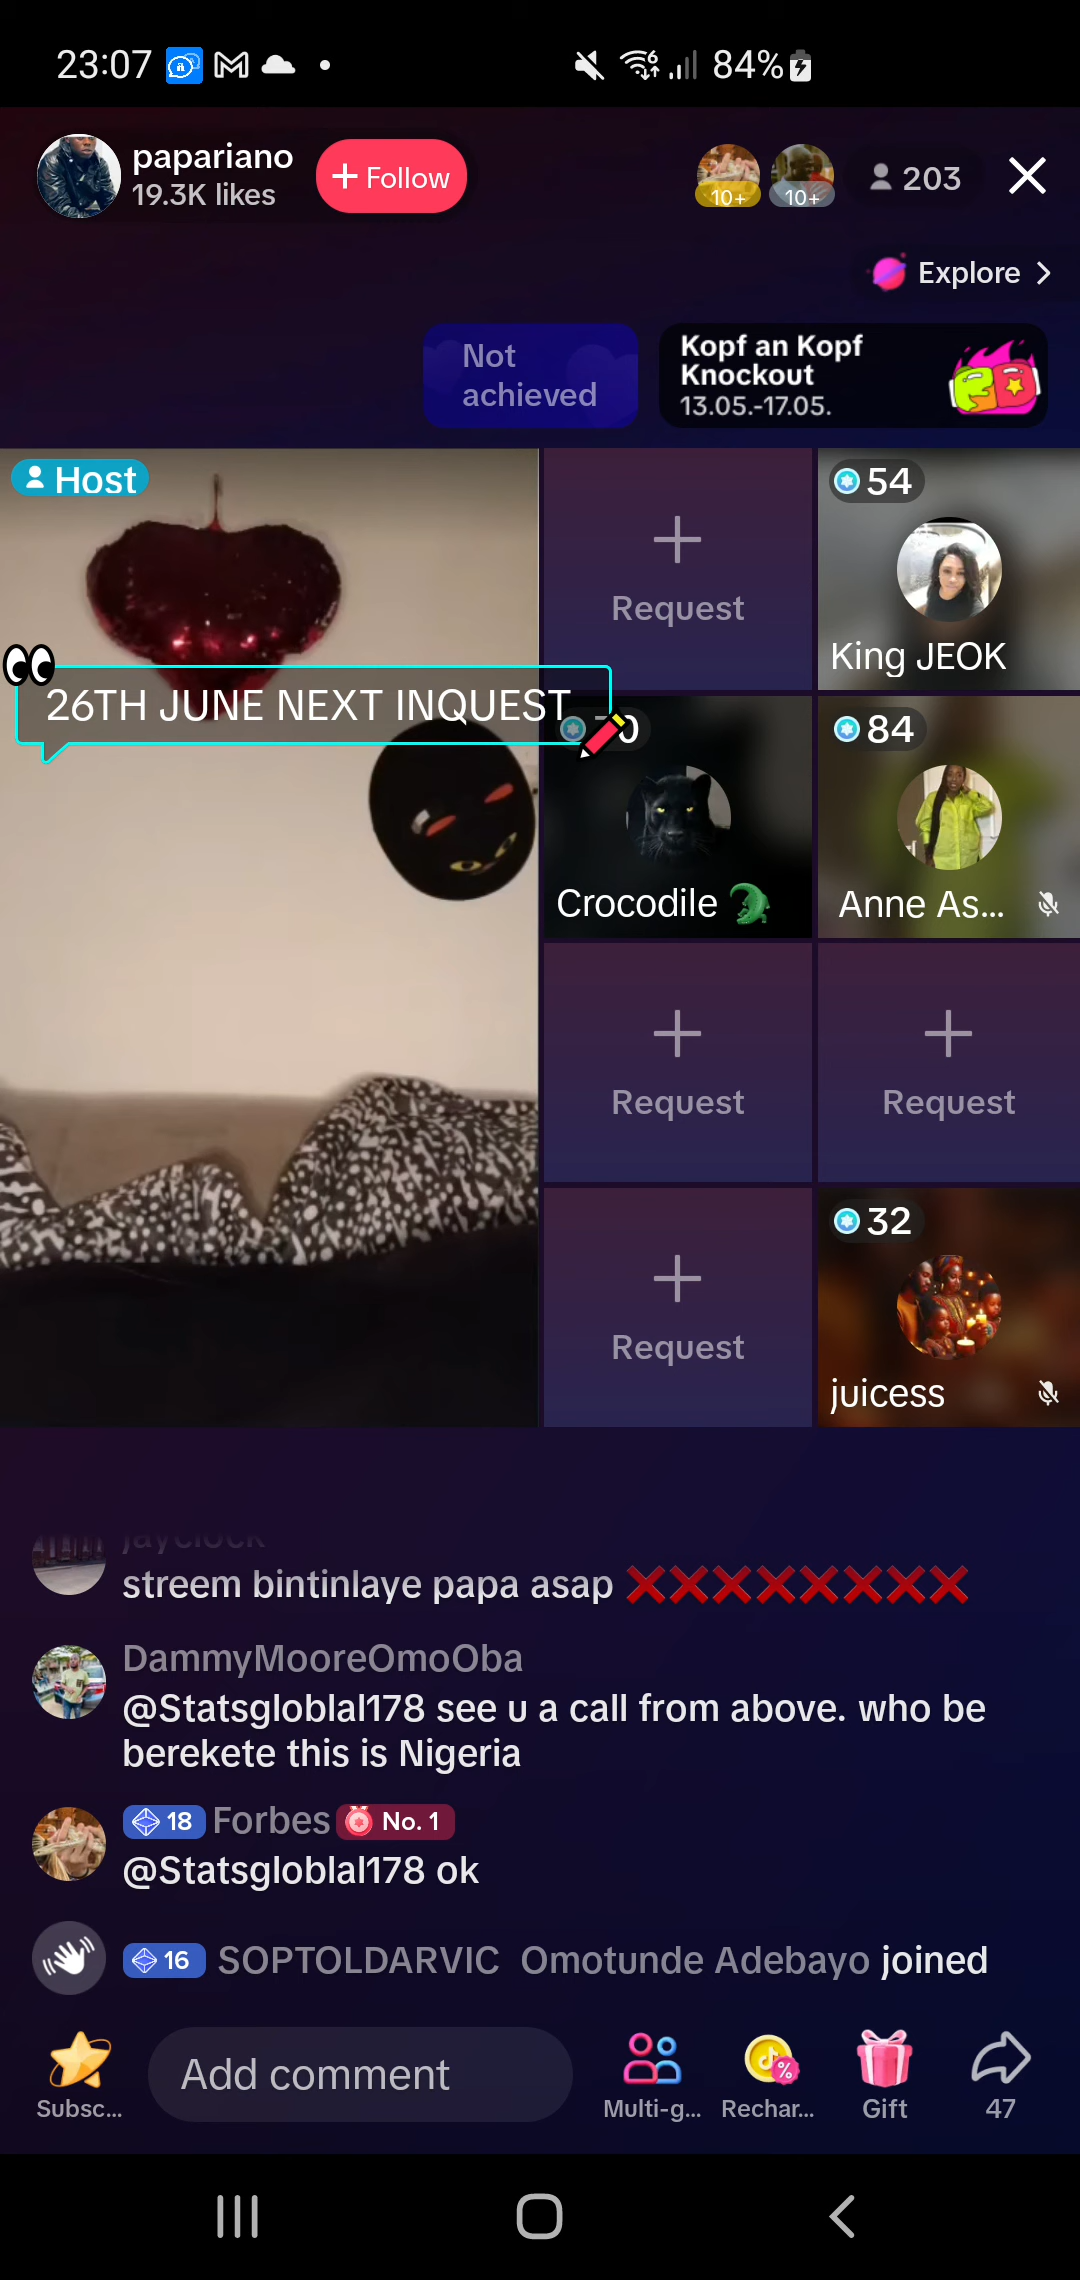 23:07
84%
papariano
19.3K likes
+ Follow
10+
10+
203
Explore
Not
achieved
Kopf an Kopf
Knockout
13.05.-17.05.
Host
Request
54
King JEOK
26TH JUNE NEXT INQUEST
Crocodile
84
Anne As...
Request
Request
Request
32
juicess
jayclock
streem bintinlaye papa asap
DammyMooreOmoOba
@Statsgloblal178 see u a call from above. who be
berekete this is Nigeria
18 Forbes No. 1
@Statsgloblal178 ok
16 SOPTOLDARVIC Omotunde Adebayo joined
Subsc...
Add comment
Multi-g...
Rechar...
Gift
47